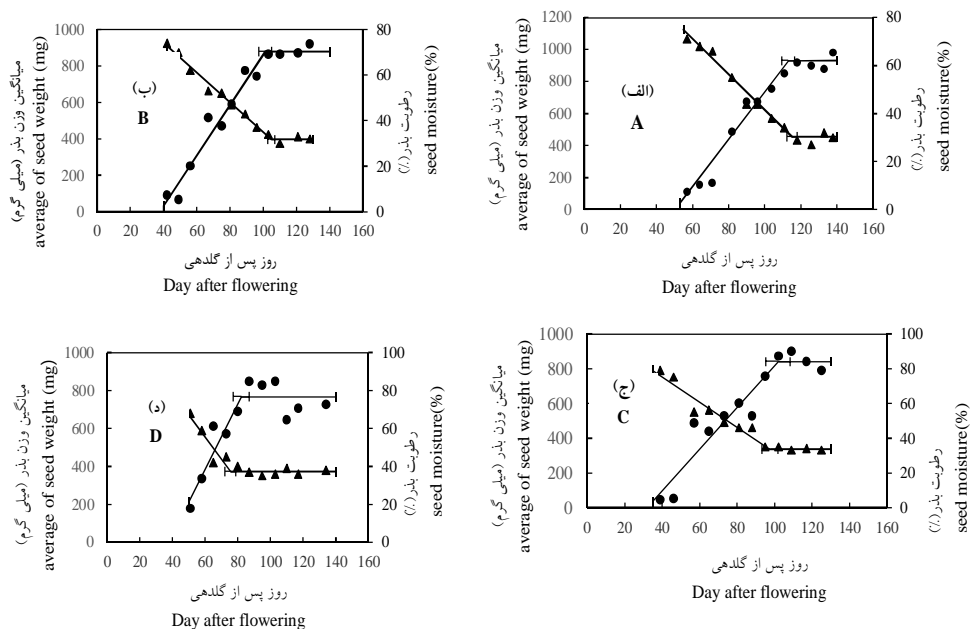 1000
800
600
400
200
0
80
60
40
20
0
0 20 40 60 80 100 120 140 160
(ب)
B
میانگین وزن بذر (میلی گرم)
average of seed weight (mg)
رطوبت بذر(٪)
seed moisture(%)
روز پس از گلدهی
Day after flowering
1200
1000
800
600
400
200
0
80
60
40
20
0
0 20 40 60 80 100 120 140 160
(الف)
A
میانگین وزن بذر (میلی گرم)
average of seed weight (mg)
رطوبت بذر(٪)
seed moisture(%)
روز پس از گلدهی
Day after flowering
1000
800
600
400
200
0
100
80
60
40
20
0
0 20 40 60 80 100 120 140 160
(د)
D
میانگین وزن بذر (میلی گرم)
average of seed weight (mg)
رطوبت بذر(٪)
seed moisture(%)
روز پس از گلدهی
Day after flowering
1000
800
600
400
200
0
100
80
60
40
20
0
0 20 40 60 80 100 120 140 160
(ج)
C
میانگین وزن بذر (میلی گرم)
average of seed weight (mg)
رطوبت بذر(٪)
seed moisture(%)
روز پس از گلدهی
Day after flowering